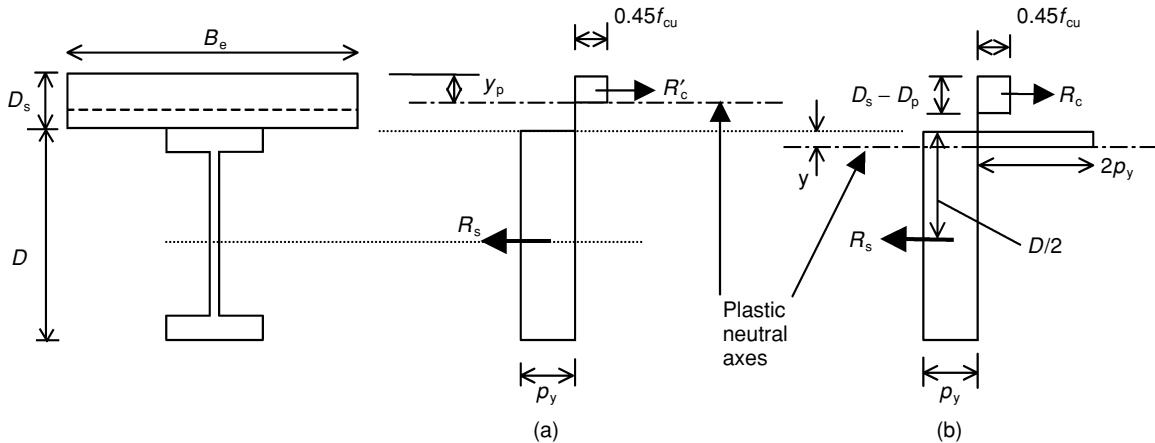 0.45f_cu
0.45f_cu
B_e
D_s
y_p
R′_c
D_s − D_p
R_c
y
2p_y
D
R_s
R_s
D/2
Plastic
neutral
axes
p_y
p_y
(a)
(b)